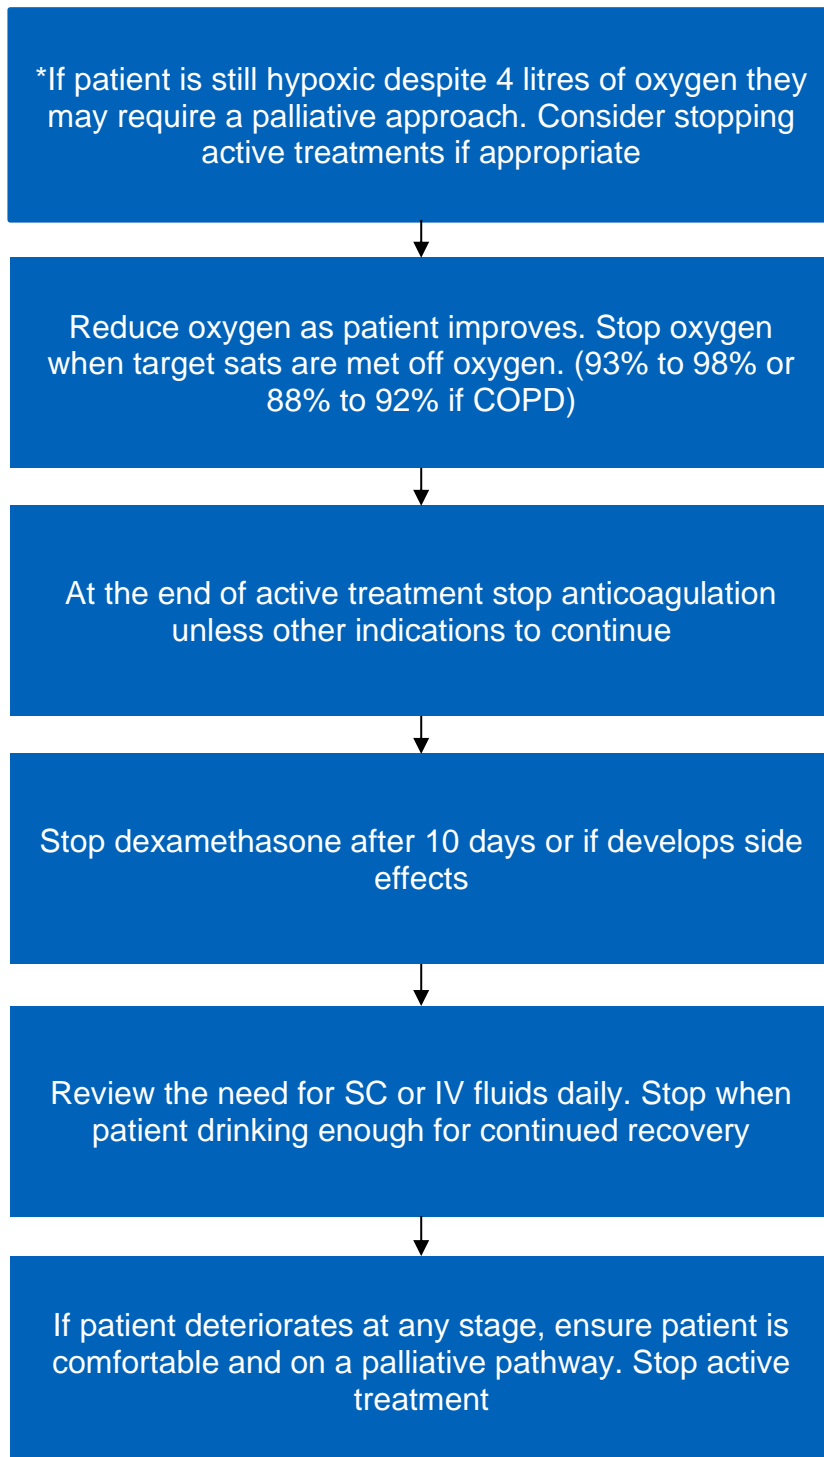 *If patient is still hypoxic despite 4 litres of oxygen they
may require a palliative approach. Consider stopping
active treatments if appropriate
Reduce oxygen as patient improves. Stop oxygen
when target sats are met off oxygen. (93% to 98% or
88% to 92% if COPD)
At the end of active treatment stop anticoagulation
unless other indications to continue
Stop dexamethasone after 10 days or if develops side
effects
Review the need for SC or IV fluids daily. Stop when
patient drinking enough for continued recovery
If patient deteriorates at any stage, ensure patient is
comfortable and on a palliative pathway. Stop active
treatment